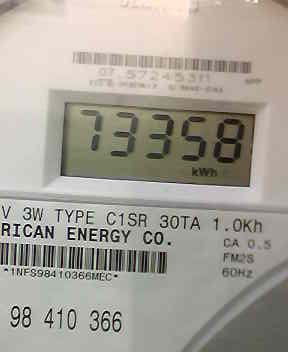 73358
kWh
V 3W TYPE C1SR 30TA 1.0Kh
RICAN ENERGY CO.
CA 0.5
FM2S
60Hz
*1NFS98410366MEC*
98 410 366